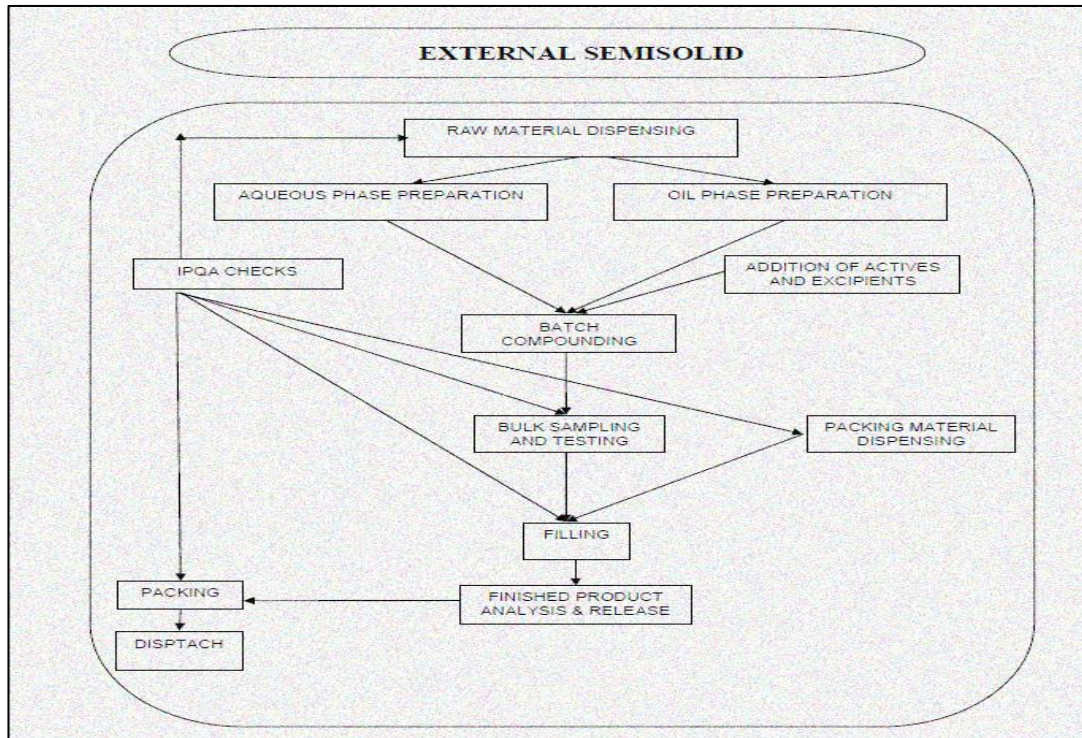 EXTERNAL SEMISOLID
RAW MATERIAL DISPENSING
AQUEOUS PHASE PREPARATION
OIL PHASE PREPARATION
IPQA CHECKS
ADDITION OF ACTIVES
AND EXCIPIENTS
BATCH
COMPOUNDING
BULK SAMPLING
AND TESTING
PACKING MATERIAL
DISPENSING
FILLING
PACKING
FINISHED PRODUCT
ANALYSIS & RELEASE
DISPTACH